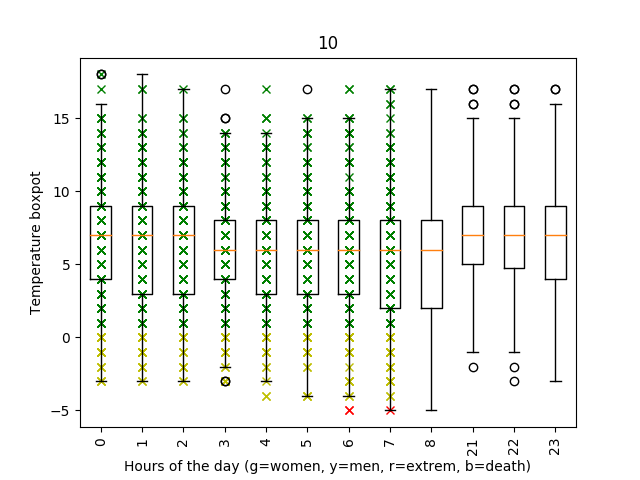 10
Temperature boxpot
15
10
5
0
−5
0 1 2 3 4 5 6 7 8 21 22 23
Hours of the day (g=women, y=men, r=extrem, b=death)